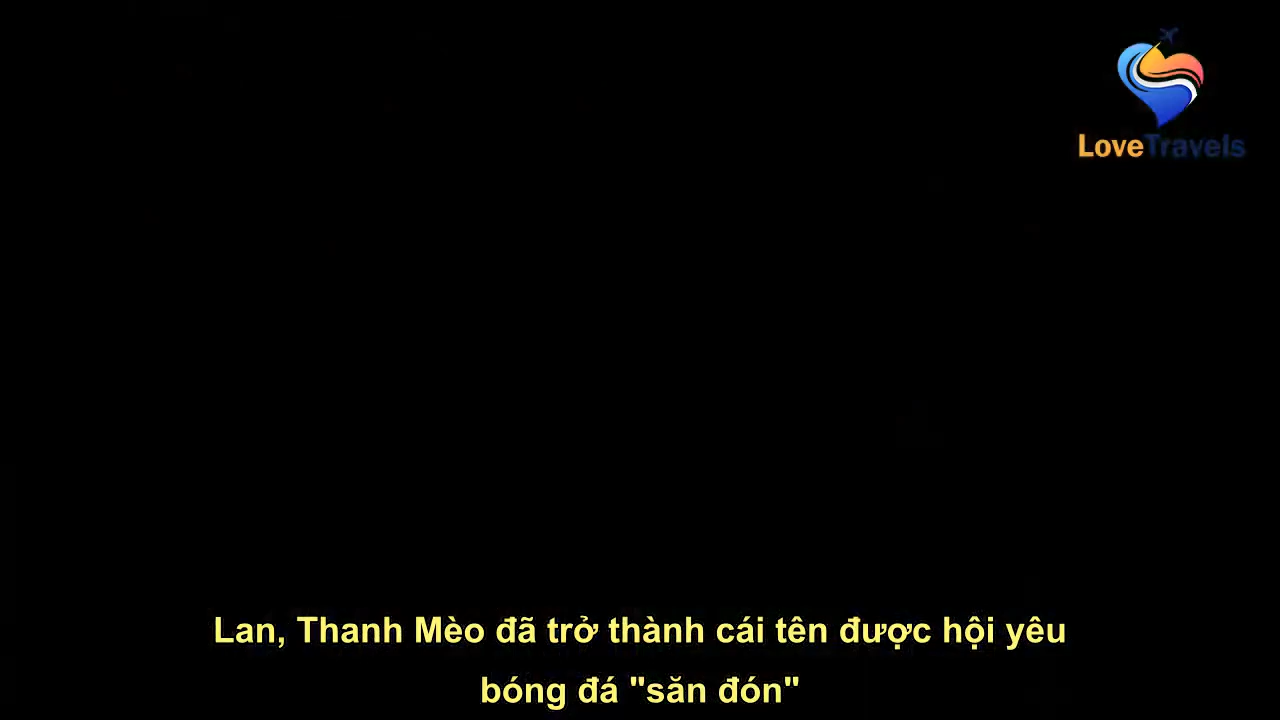 LoveTravels
Lan, Thanh Mèo đã trở thành cái tên được hội yêu
bóng đá "săn đón"